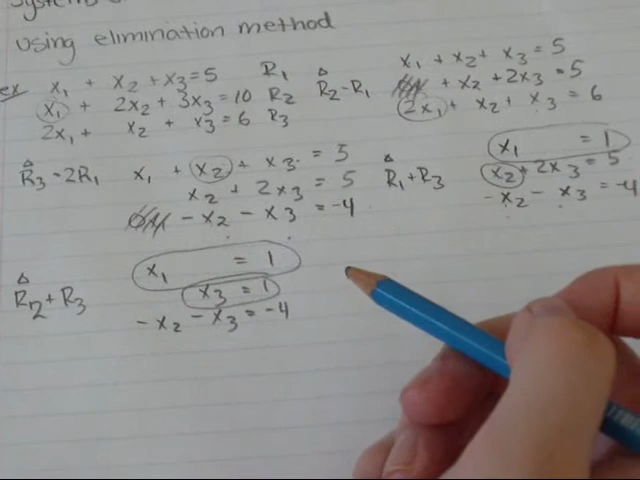 using elimination method
ex x₁ + x₂ + x₃ = 5 R₁
x₁ + 2x₂ + 3x₃ = 10 R₂
2x₁ + x₂ + x₃ = 6 R₃
△
R₂-R₁
x₁ + x₂ + x₃ = 5
+ x₂ + 2x₃ = 5
2x₁ + x₂ + x₃ = 6
△
R₃-2R₁
x₁ + x₂ + x₃ = 5
x₂ + 2x₃ = 5
- x₂ - x₃ = -4
△
R₁+R₃
x₁ = 1
x₂ + 2x₃ = 5
-x₂ - x₃ = -4
△
R₂+R₃
x₁ = 1
x₃ = 1
-x₂ - x₃ = -4